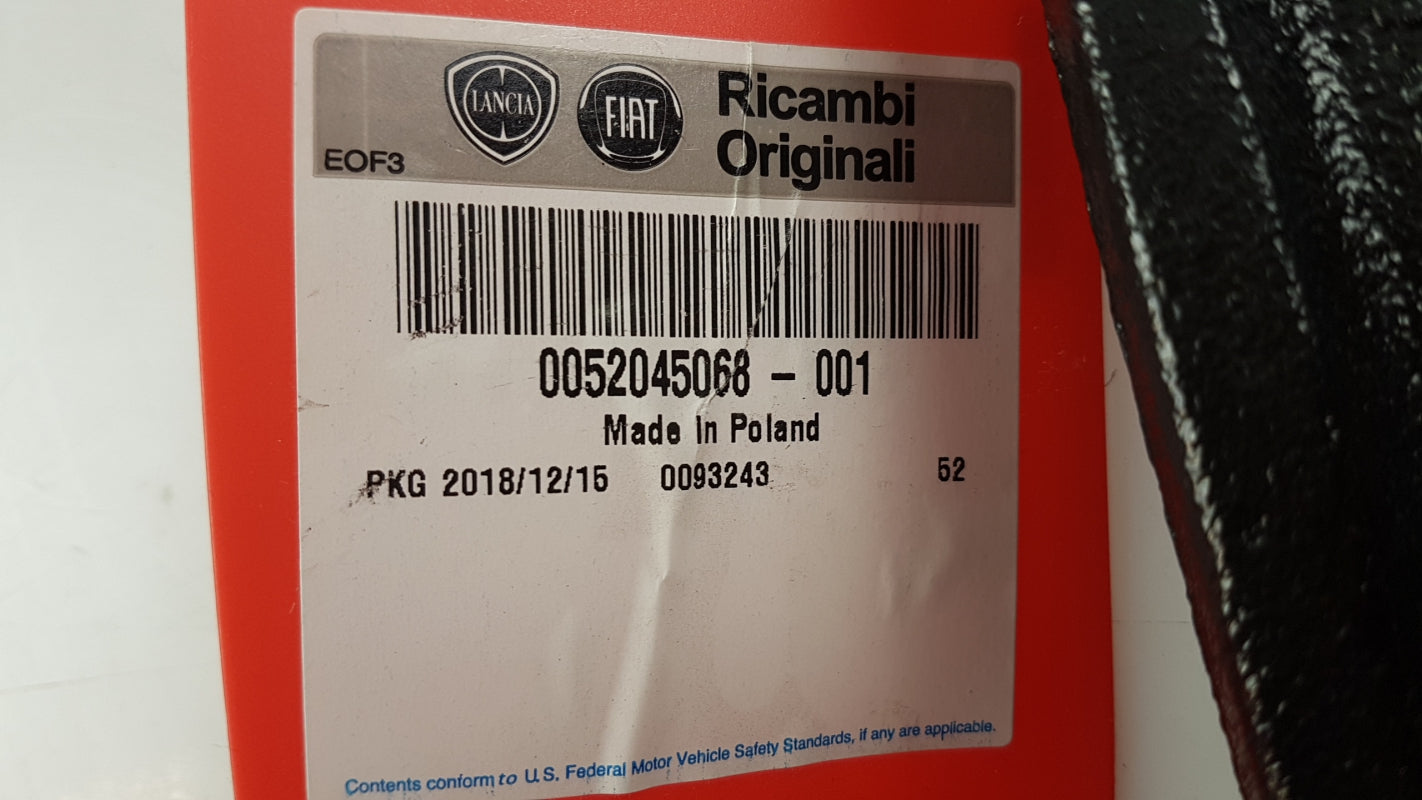 LANCIA
FIAT
Ricambi
Originali
EOF3
0052045068 - 001
Made In Poland
PKG 2018/12/15 0093243 52
Contents conform to U.S. Federal Motor Vehicle Safety Standards, if any are applicable.